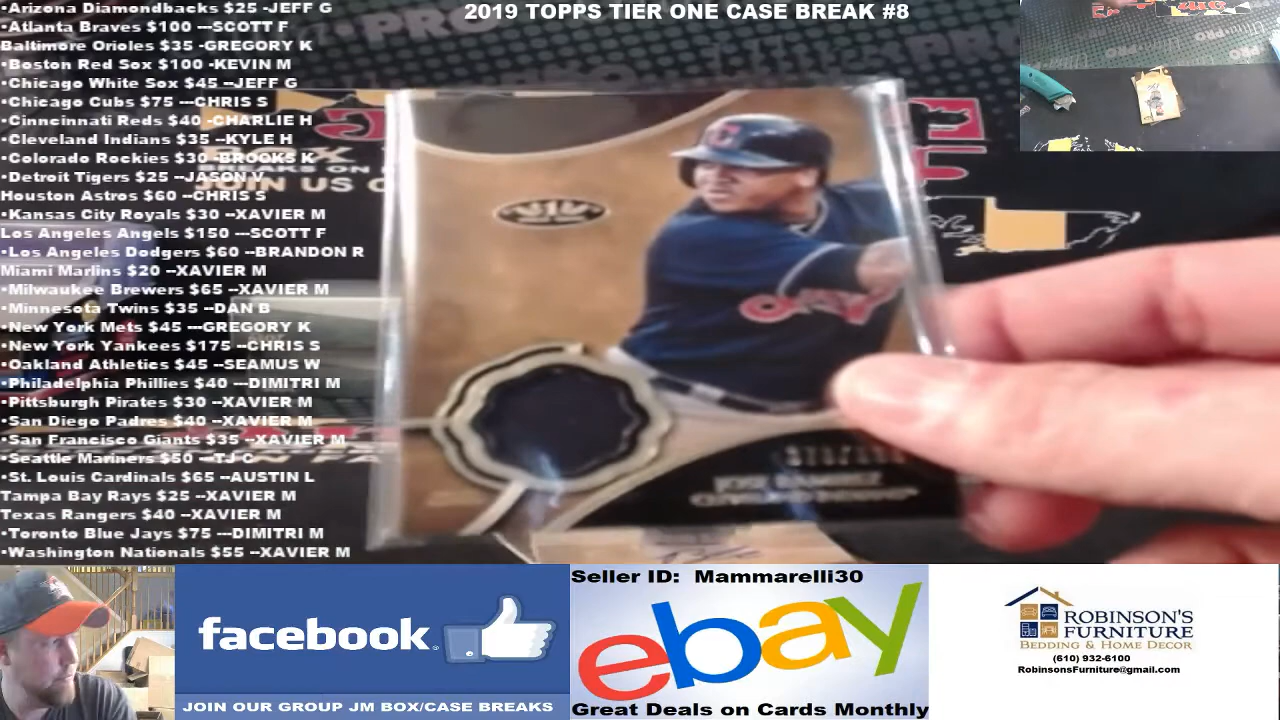 2019 TOPPS TIER ONE CASE BREAK #8
•Arizona Diamondbacks $25 -JEFF G
•Atlanta Braves $100 ---SCOTT F
Baltimore Orioles $35 -GREGORY K
•Boston Red Sox $100 -KEVIN M
•Chicago White Sox $45 --JEFF G
•Chicago Cubs $75 ---CHRIS S
•Cinncinnati Reds $40 -CHARLIE H
•Cleveland Indians $35 --KYLE H
•Colorado Rockies $30 -BROOKS K
•Detroit Tigers $25 --JASON V
Houston Astros $60 --CHRIS S
•Kansas City Royals $30 --XAVIER M
Los Angeles Angels $150 ---SCOTT F
•Los Angeles Dodgers $60 --BRANDON R
Miami Marlins $20 --XAVIER M
•Milwaukee Brewers $65 --XAVIER M
•Minnesota Twins $35 --DAN B
•New York Mets $45 ---GREGORY K
•New York Yankees $175 --CHRIS S
•Oakland Athletics $45 --SEAMUS W
•Philadelphia Phillies $40 ---DIMITRI M
•Pittsburgh Pirates $30 --XAVIER M
•San Diego Padres $40 --XAVIER M
•San Francisco Giants $35 --XAVIER M
•Seattle Mariners $50 --TJ C
•St. Louis Cardinals $65 --AUSTIN L
Tampa Bay Rays $25 --XAVIER M
Texas Rangers $40 --XAVIER M
•Toronto Blue Jays $75 ---DIMITRI M
•Washington Nationals $55 --XAVIER M
JOIN US
JOSE RAMIREZ
CLEVELAND INDIANS
facebook
JOIN OUR GROUP JM BOX/CASE BREAKS
Seller ID: Mammarelli30
ebay
Great Deals on Cards Monthly
ROBINSON'S
FURNITURE
BEDDING & HOME DECOR
(610) 932-6100
RobinsonsFurniture@gmail.com